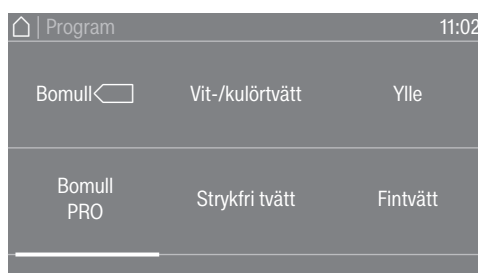 Program 11:02
Bomull Vit-/kulörtvätt Ylle
Bomull
PRO
Strykfri tvätt Fintvätt